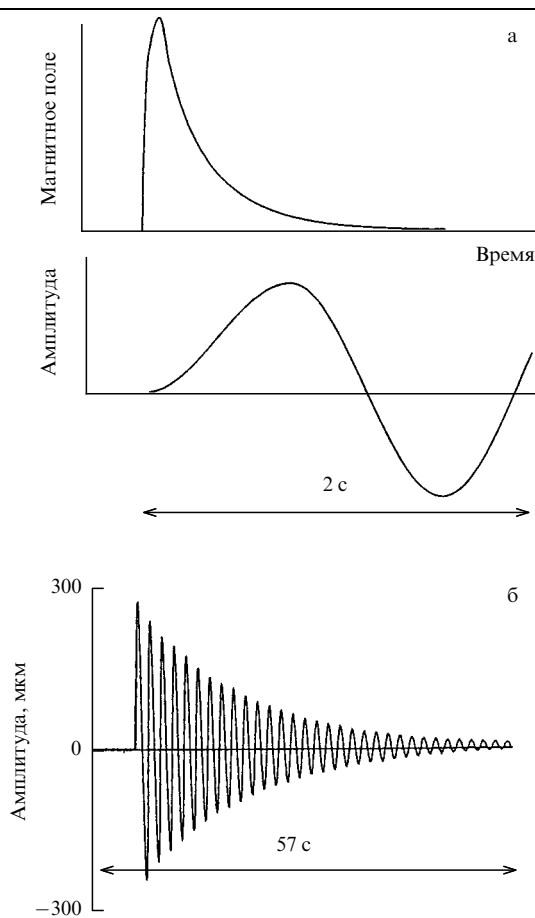 а
Магнитное поле
Время
Амплитуда
2 с
б
300
Амплитуда, мкм
0
57 с
−300